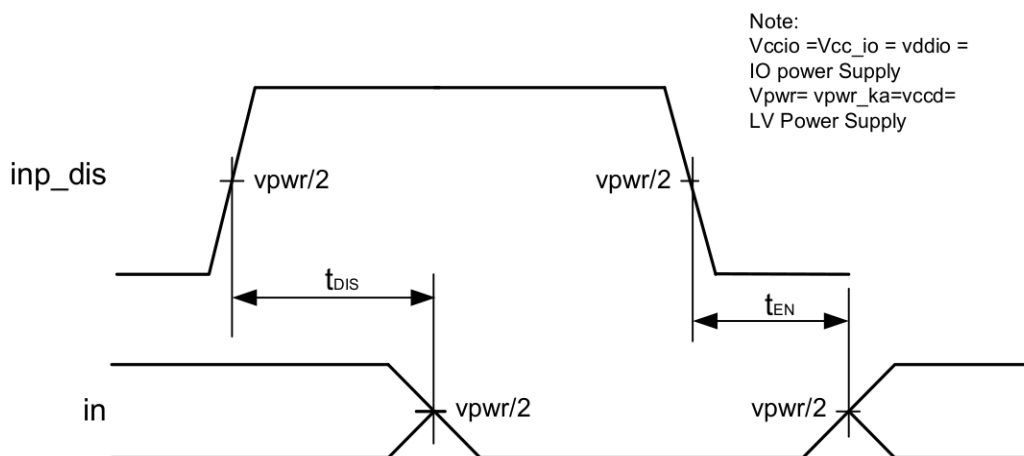 Note:
Vccio =Vcc_io = vddio =
IO power Supply
Vpwr= vpwr_ka=vccd=
LV Power Supply
inp_dis
vpwr/2
vpwr/2
tDIS
tEN
in
vpwr/2
vpwr/2